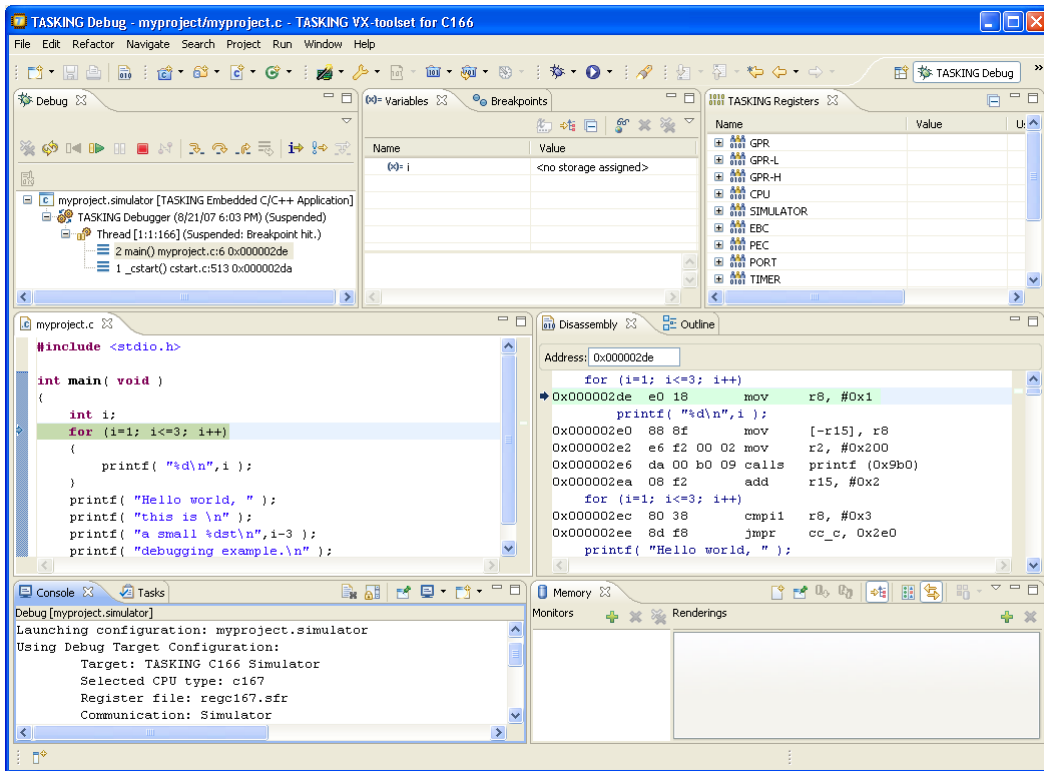 TASKING Debug - myproject/myproject.c - TASKING VX-toolset for C166
File Edit Refactor Navigate Search Project Run Window Help
TASKING Debug
Debug
myproject.simulator [TASKING Embedded C/C++ Application]
TASKING Debugger (8/21/07 6:03 PM) (Suspended)
Thread [1:1:166] (Suspended: Breakpoint hit.)
2 main() myproject.c:6 0x000002de
1 _cstart() cstart.c:513 0x000002da
(x)= Variables Breakpoints
Name Value
(x)= i <no storage assigned>
TASKING Registers
Name Value
GPR
GPR-L
GPR-H
CPU
SIMULATOR
EBC
PEC
PORT
TIMER
myproject.c
#include <stdio.h>
int main( void )
{
int i;
for (i=1; i<=3; i++)
{
printf( "%d\n",i );
}
printf( "Hello world, " );
printf( "this is \n" );
printf( "a small %dst\n",i-3 );
printf( "debugging example.\n" );
Disassembly Outline
Address: 0x000002de
for (i=1; i<=3; i++)
0x000002de e0 18 mov r8, #0x1
printf( "%d\n",i );
0x000002e0 88 8f mov [-r15], r8
0x000002e2 e6 f2 00 02 mov r2, #0x200
0x000002e6 da 00 b0 09 calls printf (0x9b0)
0x000002ea 08 f2 add r15, #0x2
for (i=1; i<=3; i++)
0x000002ec 80 38 cmpi1 r8, #0x3
0x000002ee 8d f8 jmpr cc_c, 0x2e0
printf( "Hello world, " );
Console Tasks
Debug [myproject.simulator]
Launching configuration: myproject.simulator
Using Debug Target Configuration:
Target: TASKING C166 Simulator
Selected CPU type: c167
Register file: regc167.sfr
Communication: Simulator
Memory
Monitors Renderings